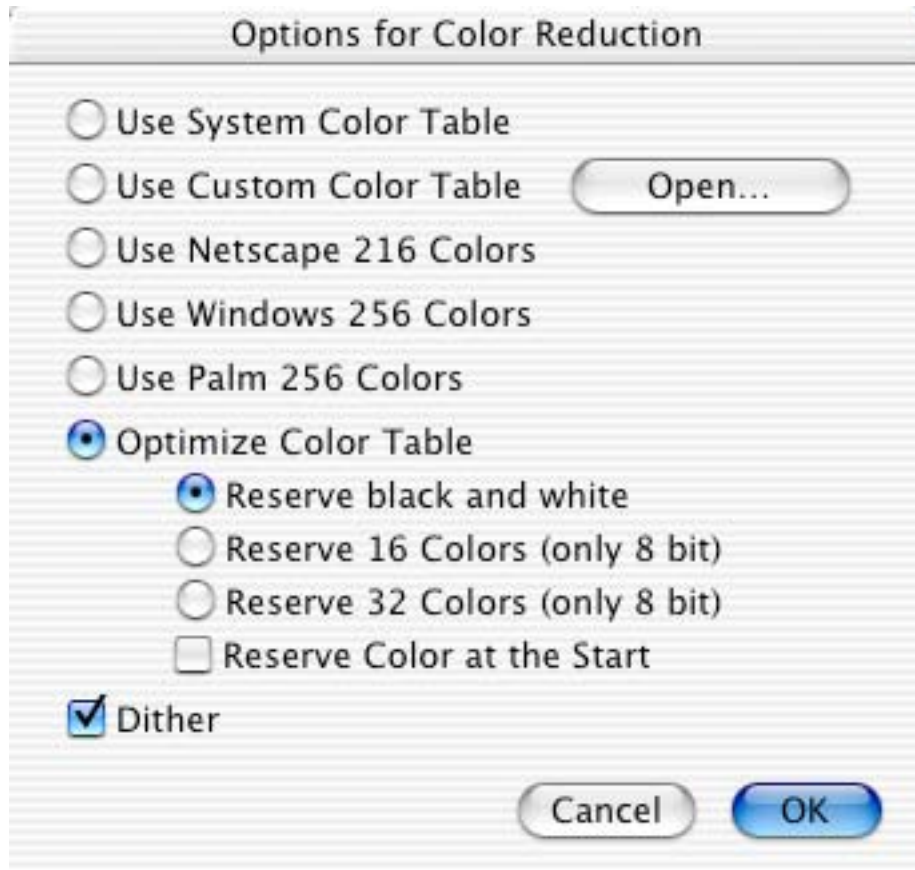 Options for Color Reduction
Use System Color Table
Use Custom Color Table Open...
Use Netscape 216 Colors
Use Windows 256 Colors
Use Palm 256 Colors
Optimize Color Table
Reserve black and white
Reserve 16 Colors (only 8 bit)
Reserve 32 Colors (only 8 bit)
Reserve Color at the Start
Dither
Cancel OK